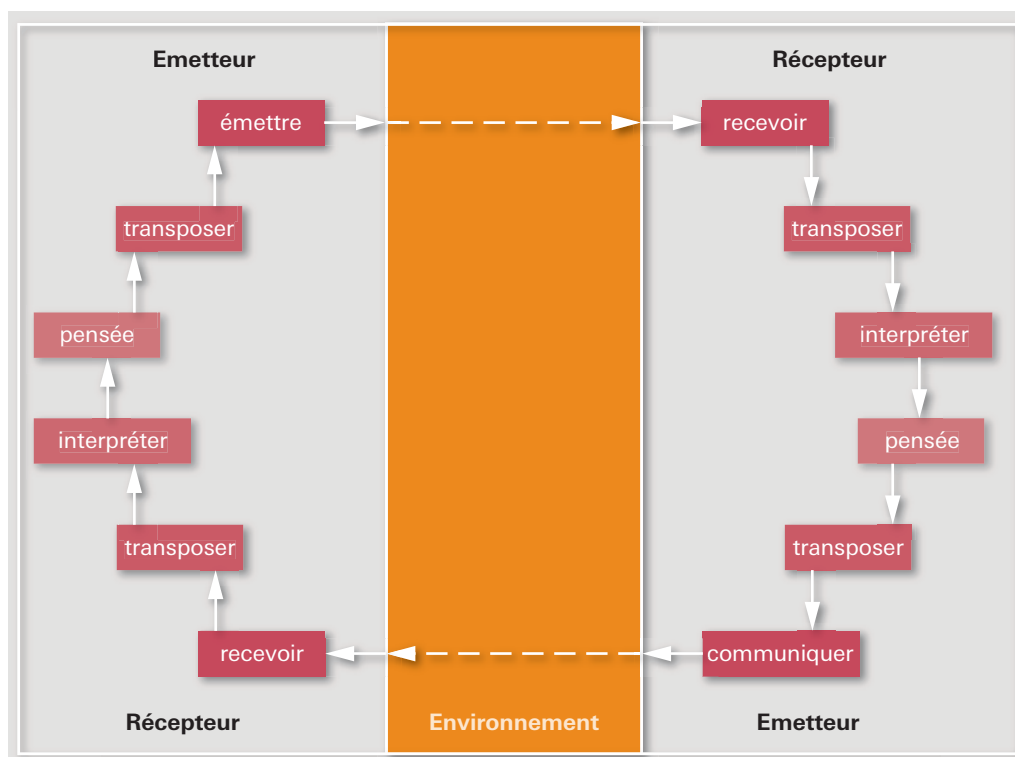 Emetteur
Récepteur
émettre
recevoir
transposer
transposer
pensée
interpréter
interpréter
pensée
transposer
transposer
recevoir
communiquer
Récepteur
Environnement
Emetteur